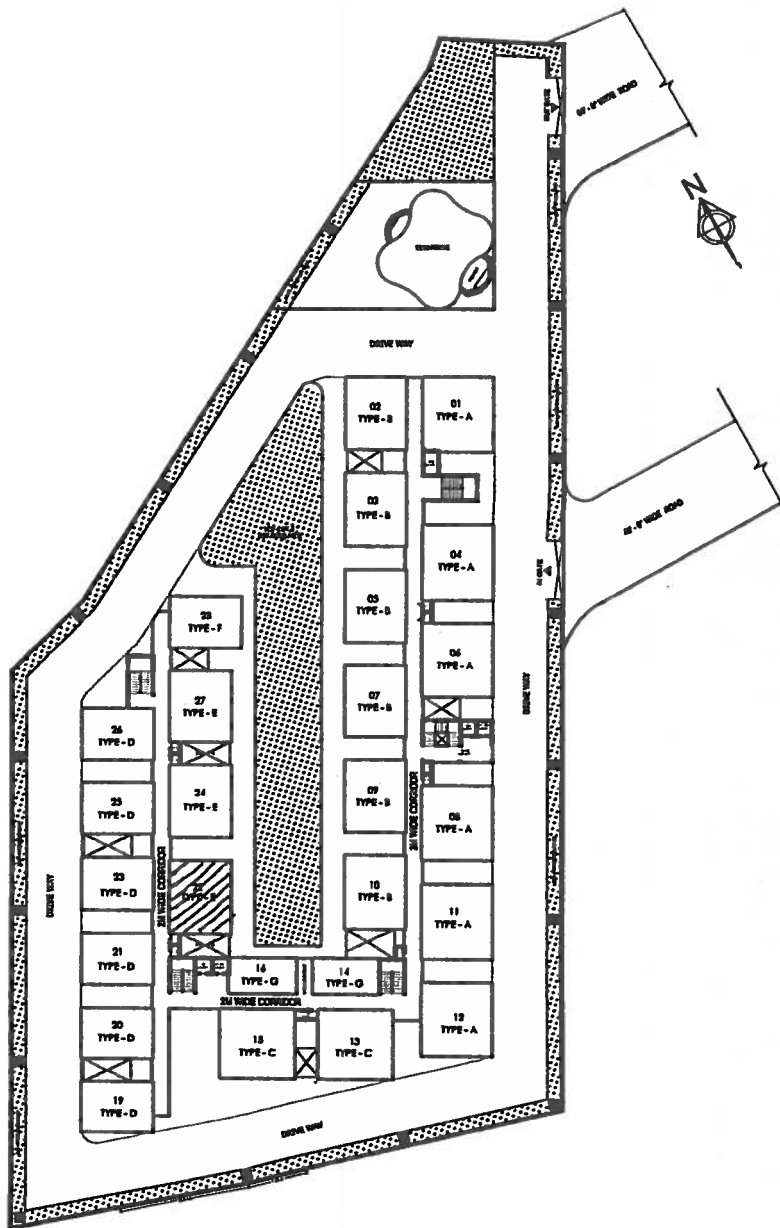 N
DRIVE WAY
02
TYPE - B
01
TYPE - A
03
TYPE - B
04
TYPE - A
05
TYPE - B
06
TYPE - A
28
TYPE - F
27
TYPE - E
07
TYPE - B
26
TYPE - D
24
TYPE - E
09
TYPE - B
08
TYPE - A
25
TYPE - D
23
TYPE - D
TYPE - E
10
TYPE - B
11
TYPE - A
21
TYPE - D
16
TYPE - G
14
TYPE - G
12
TYPE - A
20
TYPE - D
TYPE - C
13
TYPE - C
19
TYPE - D
2M WIDE CORRIDOR
2M WIDE CORRIDOR
2M WIDE CORRIDOR
DRIVE WAY
DRIVE WAY
DRIVE WAY